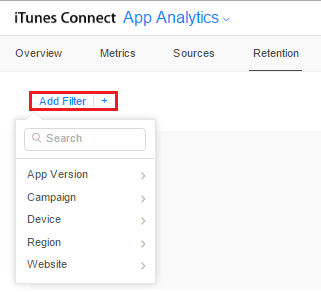 iTunes Connect App Analytics
Overview Metrics Sources Retention
Add Filter +
Search
App Version
Campaign
Device
Region
Website